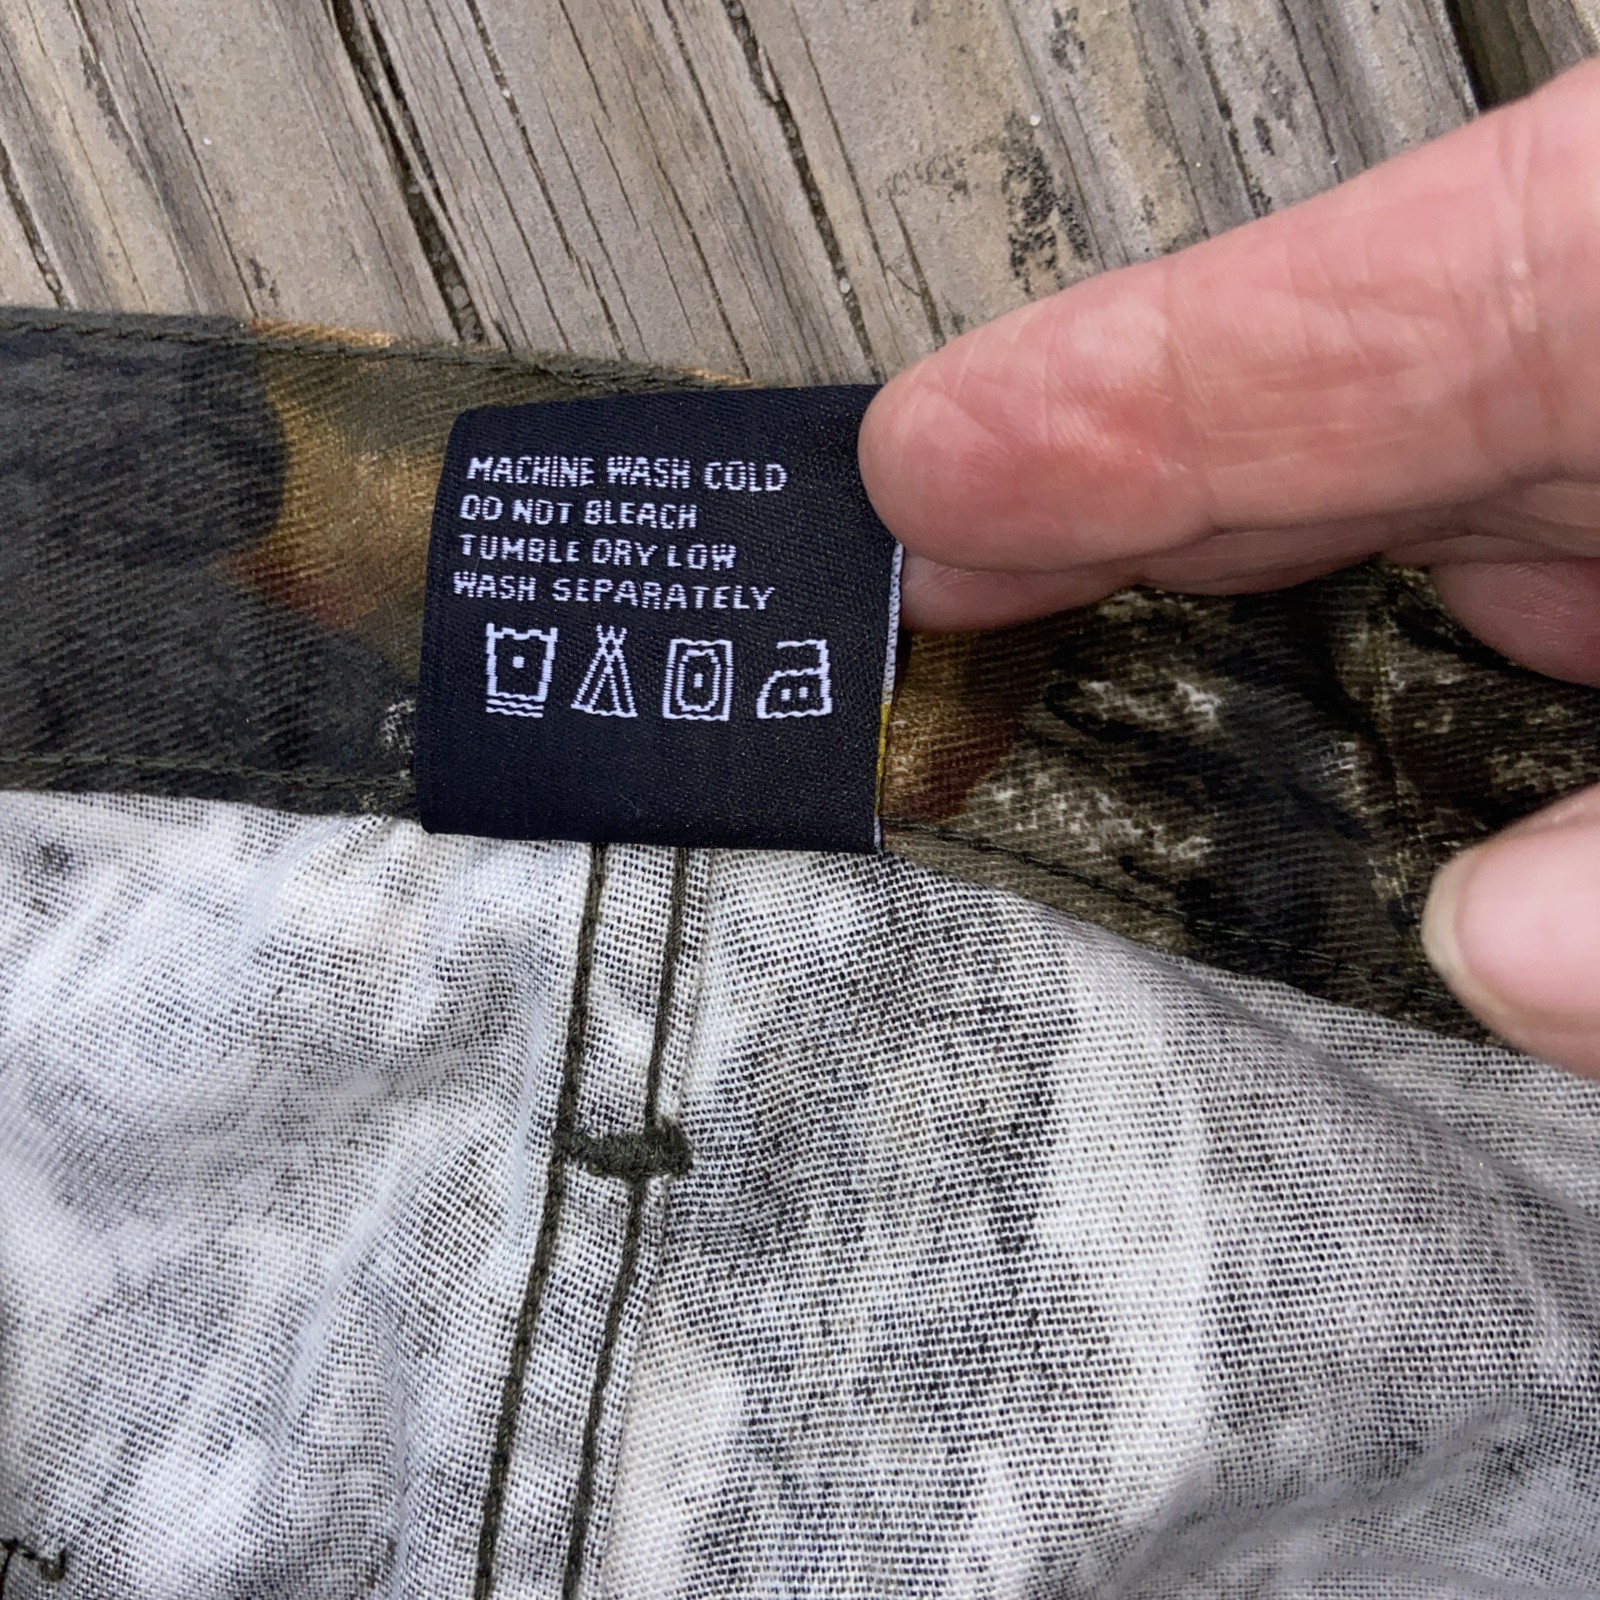 MACHINE WASH COLD
DO NOT BLEACH
TUMBLE DRY LOW
WASH SEPARATELY